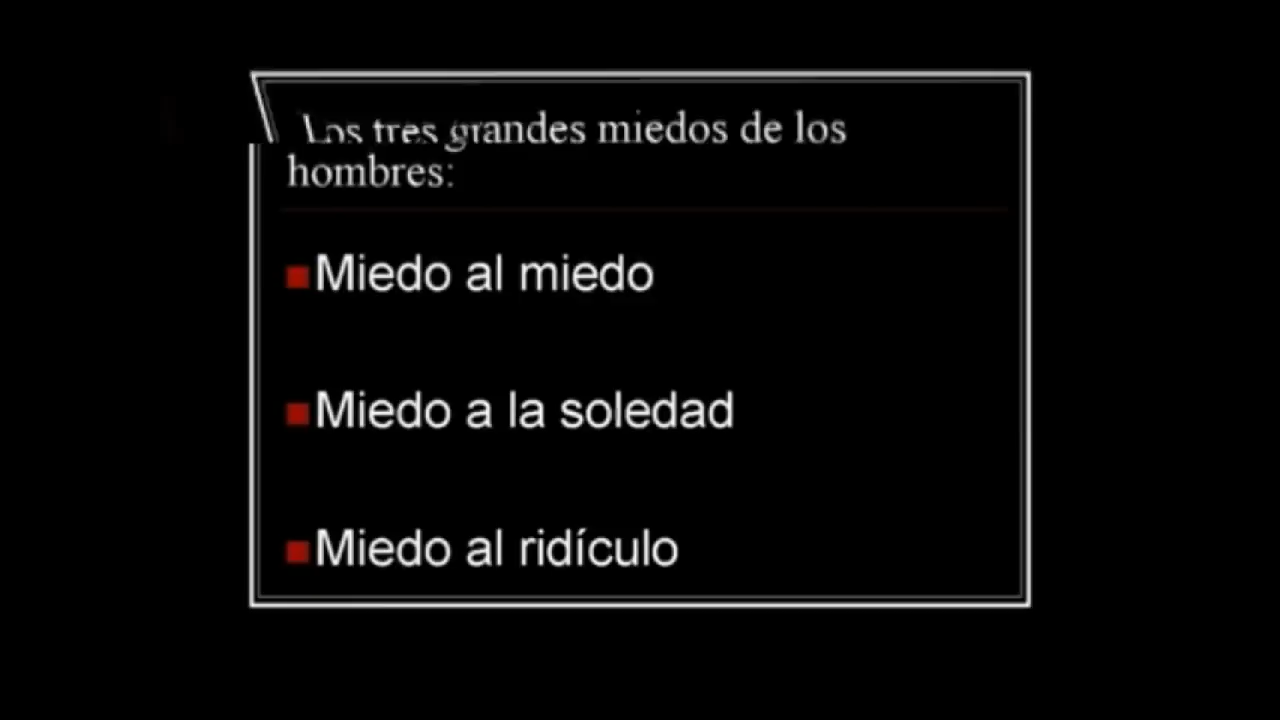 Los tres grandes miedos de los
hombres:
Miedo al miedo
Miedo a la soledad
Miedo al ridículo